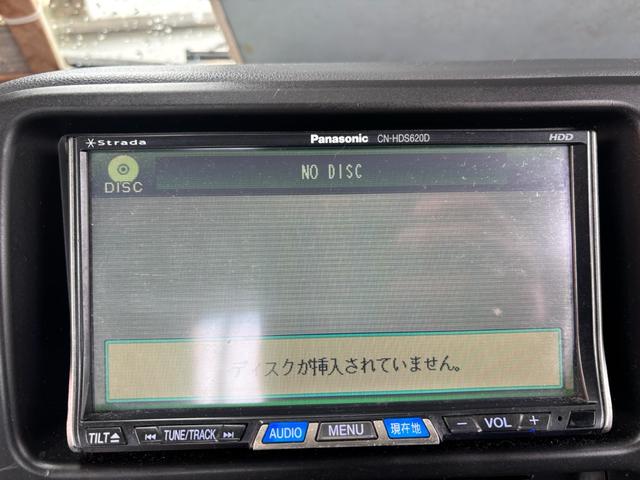 Strada Panasonic CN-HDS620D HDD
DISC
NO DISC
ディスクが挿入されていません。
TILT TUNE/TRACK AUDIO MENU 現在地 − VOL +